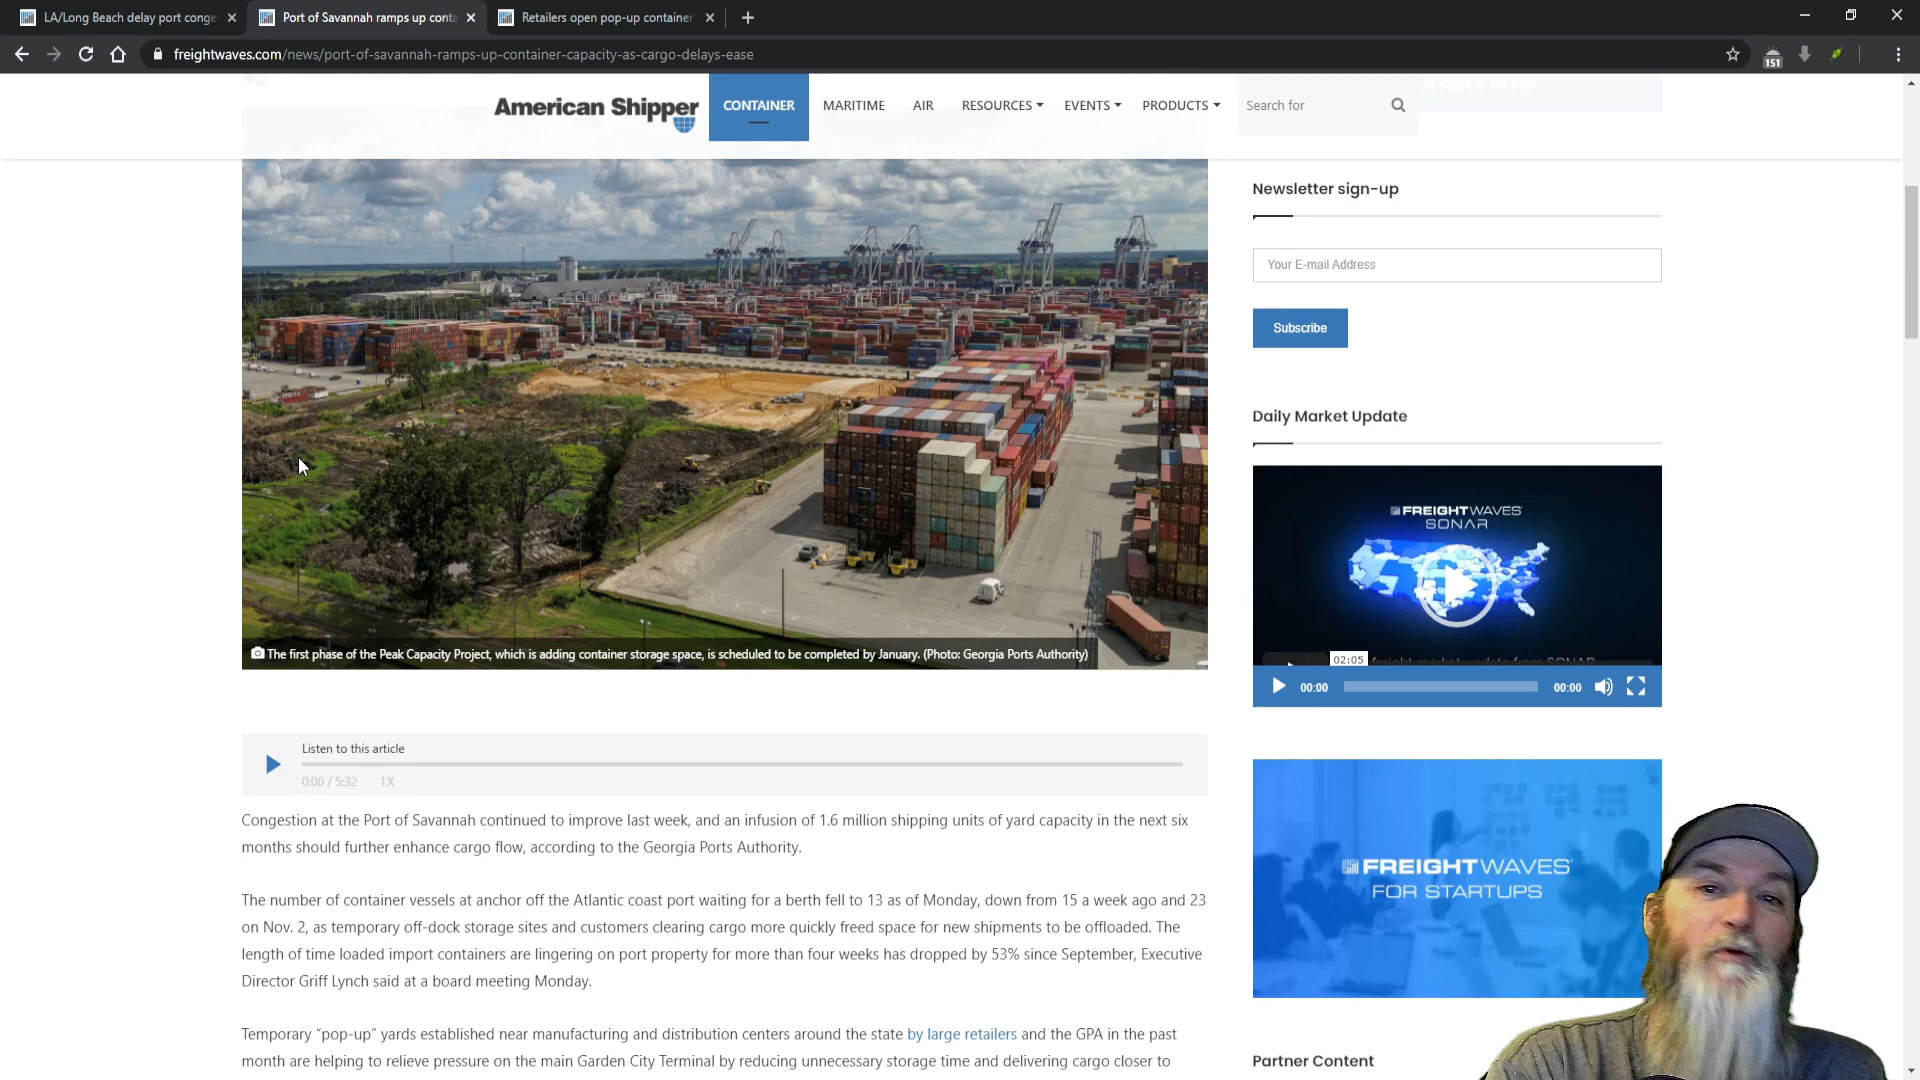 LA/Long Beach delay port conge
Port of Savannah ramps up conta
Retailers open pop-up container
freightwaves.com/news/port-of-savannah-ramps-up-container-capacity-as-cargo-delays-ease
151
American Shipper
CONTAINER
MARITIME
AIR
RESOURCES
EVENTS
PRODUCTS
Search for
Newsletter sign-up
Your E-mail Address
Subscribe
Daily Market Update
FREIGHTWAVES
SONAR
02:05
00:00
00:00
The first phase of the Peak Capacity Project, which is adding container storage space, is scheduled to be completed by January. (Photo: Georgia Ports Authority)
Listen to this article
0:00 / 5:32 1X
Congestion at the Port of Savannah continued to improve last week, and an infusion of 1.6 million shipping units of yard capacity in the next six
months should further enhance cargo flow, according to the Georgia Ports Authority.
The number of container vessels at anchor off the Atlantic coast port waiting for a berth fell to 13 as of Monday, down from 15 a week ago and 23
on Nov. 2, as temporary off-dock storage sites and customers clearing cargo more quickly freed space for new shipments to be offloaded. The
length of time loaded import containers are lingering on port property for more than four weeks has dropped by 53% since September, Executive
Director Griff Lynch said at a board meeting Monday.
Temporary “pop-up” yards established near manufacturing and distribution centers around the state by large retailers and the GPA in the past
month are helping to relieve pressure on the main Garden City Terminal by reducing unnecessary storage time and delivering cargo closer to
FREIGHTWAVES
FOR STARTUPS
Partner Content